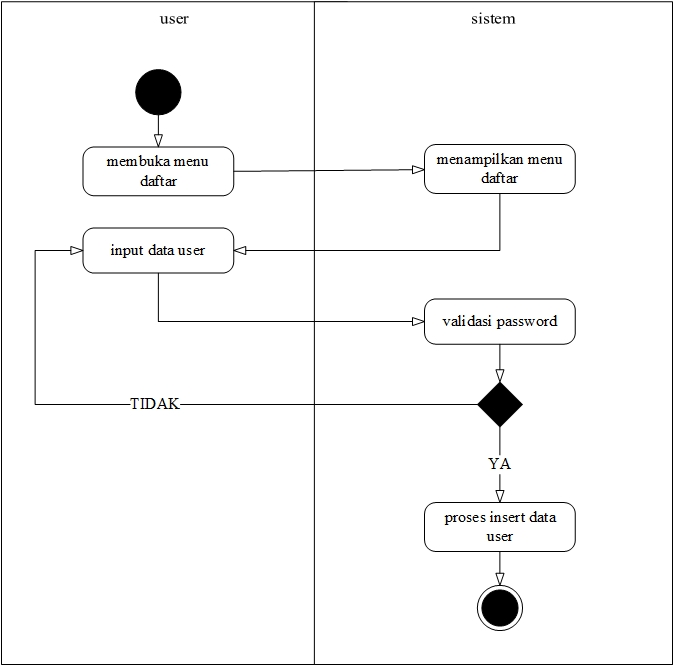 user
sistem
membuka menu
daftar
menampilkan menu
daftar
input data user
validasi password
TIDAK
YA
proses insert data
user